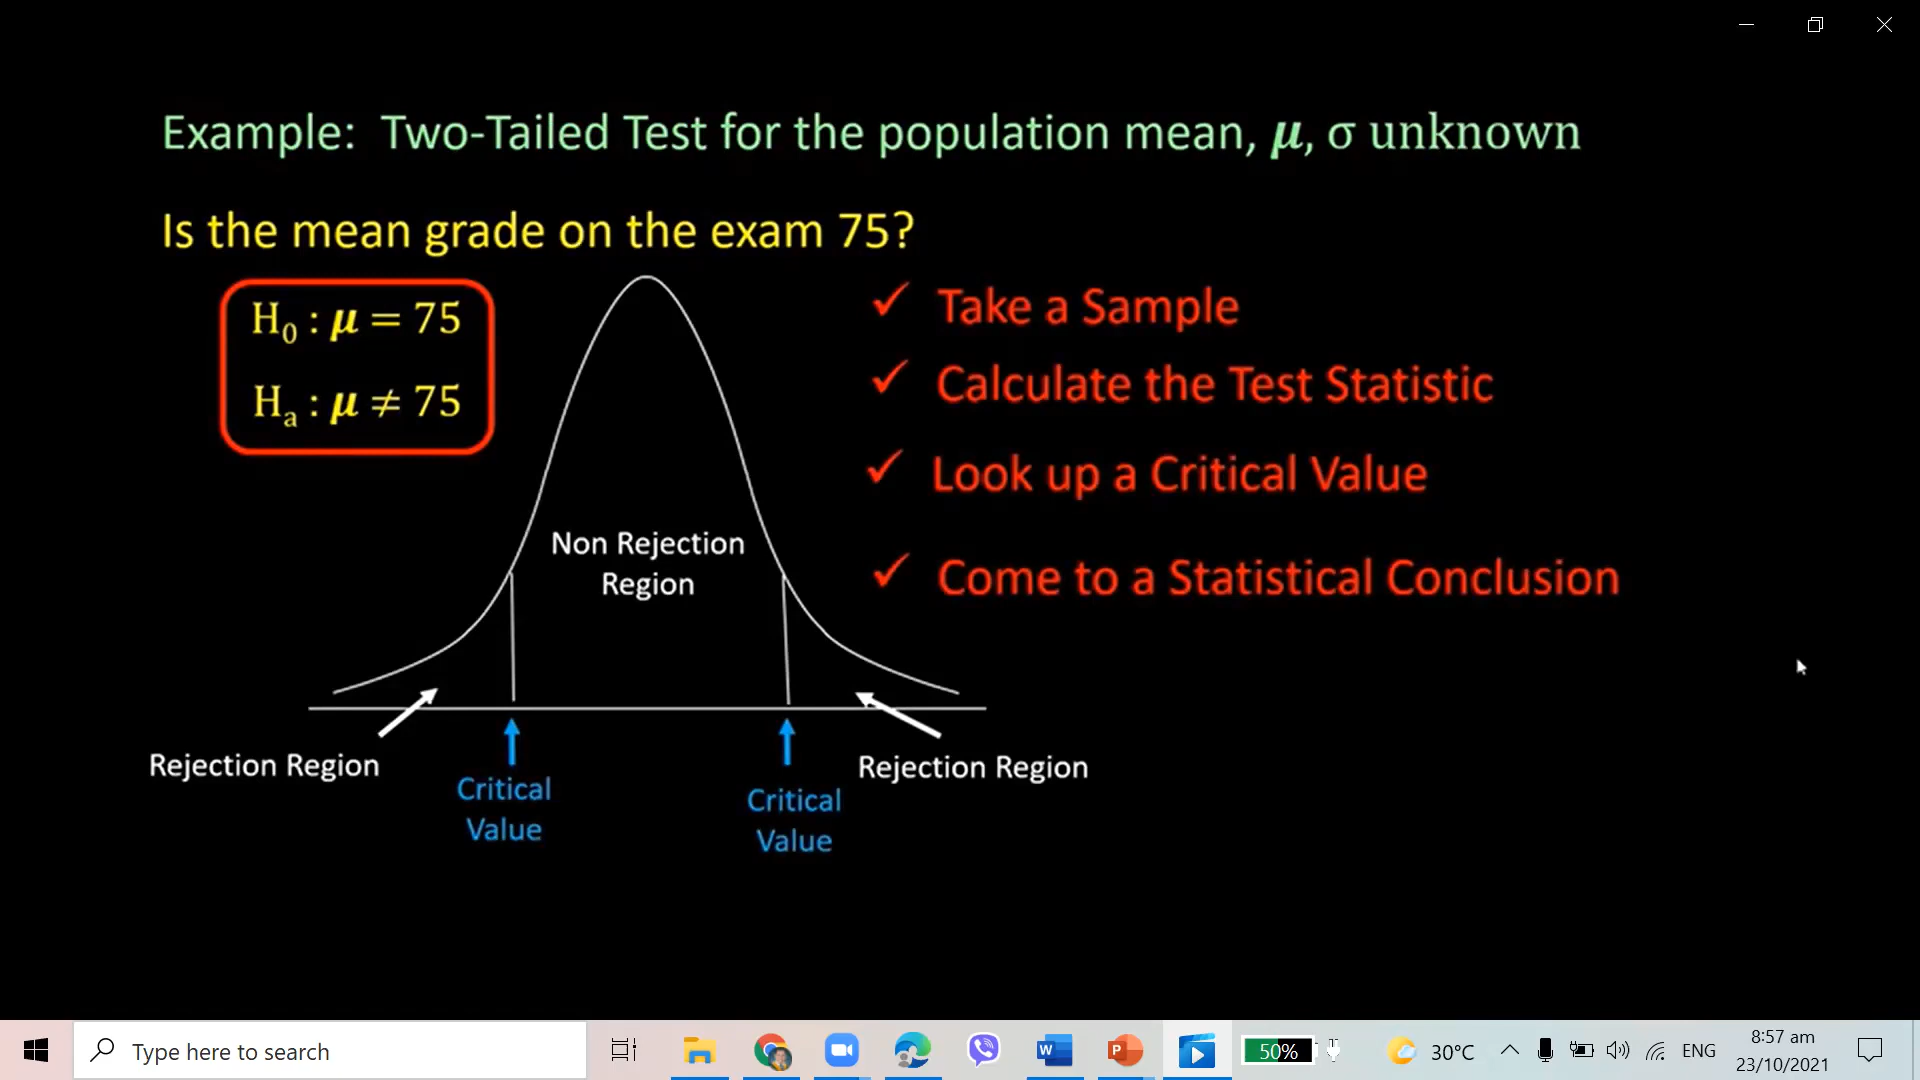 Example: Two-Tailed Test for the population mean, μ, σ unknown
Is the mean grade on the exam 75?
H₀ : μ = 75
Hₐ : μ ≠ 75
Take a Sample
Calculate the Test Statistic
Look up a Critical Value
Come to a Statistical Conclusion
Non Rejection
Region
Rejection Region
Critical
Value
Critical
Value
Rejection Region
Type here to search
W
P
50%
30°C
ENG
8:57 am
23/10/2021